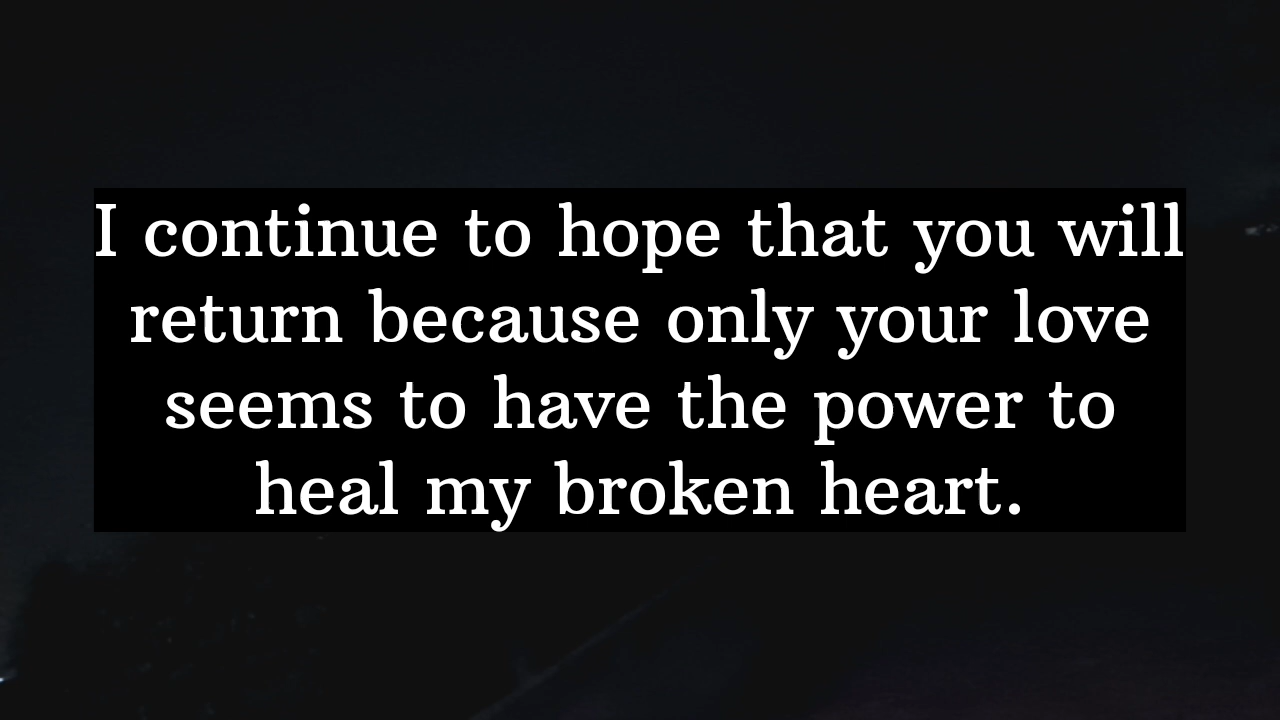 I continue to hope that you will
return because only your love
seems to have the power to
heal my broken heart.